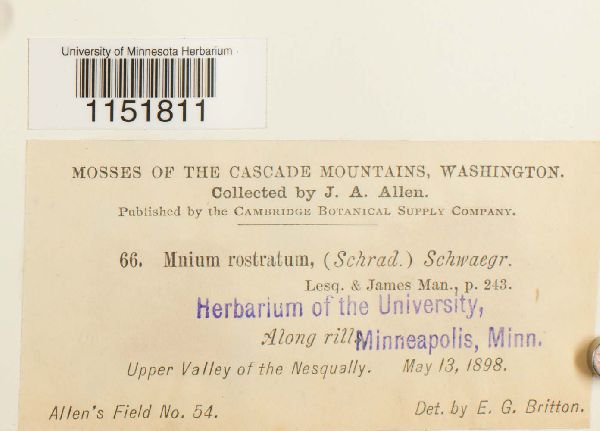 University of Minnesota Herbarium
1151811
MOSSES OF THE CASCADE MOUNTAINS, WASHINGTON.
Collected by J. A. Allen.
Published by the CAMBRIDGE BOTANICAL SUPPLY COMPANY.
66. Mnium rostratum, (Schrad.) Schwaegr.
Lesq. & James Man., p. 243.
Herbarium of the University,
Along rills
Minneapolis, Minn.
Upper Valley of the Nesqually. May 13, 1898.
Allen's Field No. 54. Det. by E. G. Britton.